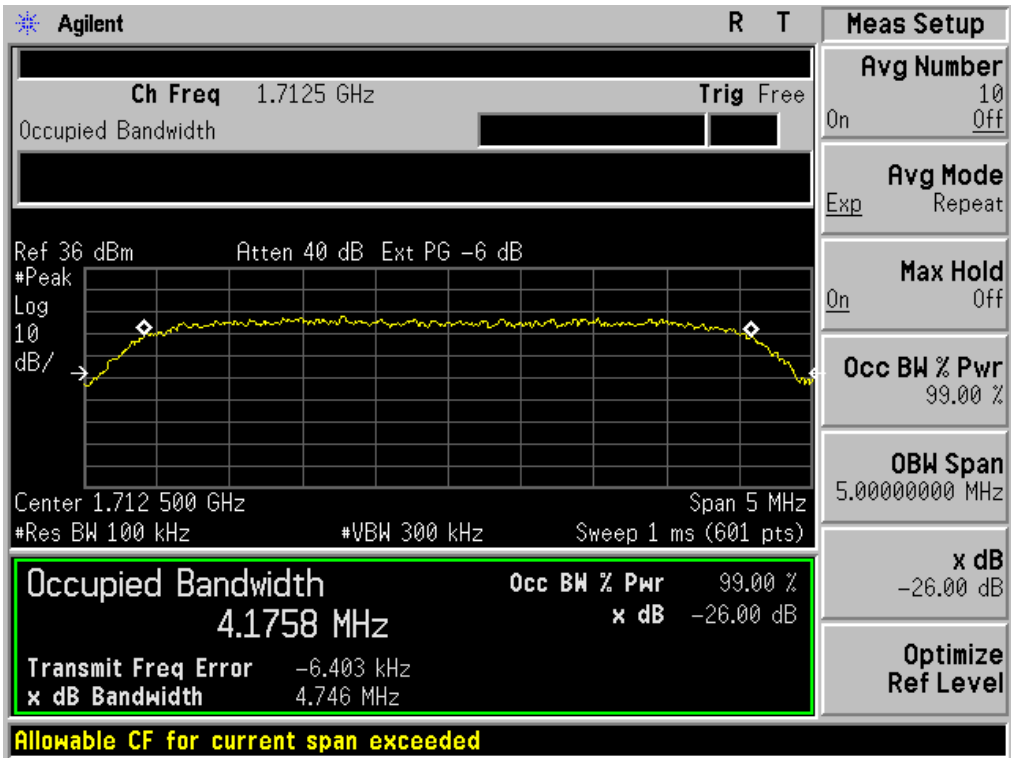 Agilent R T
Ch Freq 1.7125 GHz Trig Free
Occupied Bandwidth
Ref 36 dBm Atten 40 dB Ext PG -6 dB
#Peak
Log
10
dB/
Center 1.712 500 GHz Span 5 MHz
#Res BW 100 kHz #VBW 300 kHz Sweep 1 ms (601 pts)
Occupied Bandwidth Occ BW % Pwr 99.00 %
4.1758 MHz x dB -26.00 dB
Transmit Freq Error -6.403 kHz
x dB Bandwidth 4.746 MHz
Allowable CF for current span exceeded
Meas Setup
Avg Number
10
On Off
Avg Mode
Exp Repeat
Max Hold
On Off
Occ BW % Pwr
99.00 %
OBW Span
5.00000000 MHz
x dB
-26.00 dB
Optimize
Ref Level